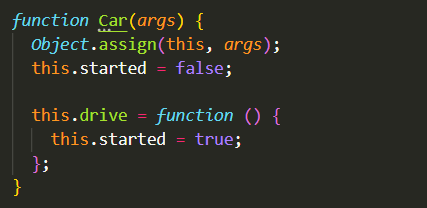 function Car(args) {
  Object.assign(this, args);
  this.started = false;

  this.drive = function () {
    this.started = true;
  };
}